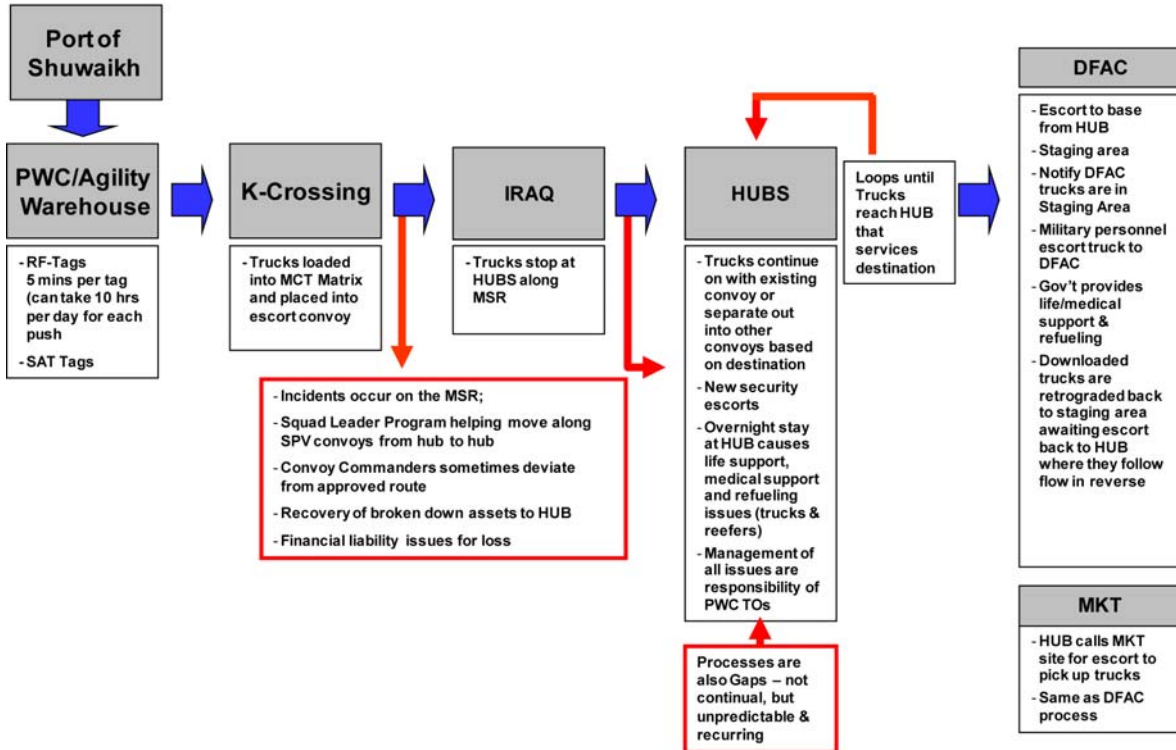 Port of
Shuwaikh
PWC/Agility
Warehouse
- RF-Tags
5 mins per tag
(can take 10 hrs
per day for each
push
- SAT Tags
K-Crossing
- Trucks loaded
into MCT Matrix
and placed into
escort convoy
IRAQ
- Trucks stop at
HUBS along
MSR
- Incidents occur on the MSR;
- Squad Leader Program helping move along
SPV convoys from hub to hub
- Convoy Commanders sometimes deviate
from approved route
- Recovery of broken down assets to HUB
- Financial liability issues for loss
HUBS
- Trucks continue
on with existing
convoy or
separate out
into other
convoys based
on destination
- New security
escorts
- Overnight stay
at HUB causes
life support,
medical support
and refueling
issues (trucks &
reefers)
- Management of
all issues are
responsibility of
PWC TOs
Processes are
also Gaps – not
continual, but
unpredictable &
recurring
Loops until
Trucks
reach HUB
that
services
destination
DFAC
- Escort to base
from HUB
- Staging area
- Notify DFAC
trucks are in
Staging Area
- Military personnel
escort truck to
DFAC
- Gov't provides
life/medical
support &
refueling
- Downloaded
trucks are
retrograded back
to staging area
awaiting escort
back to HUB
where they follow
flow in reverse
MKT
- HUB calls MKT
site for escort to
pick up trucks
- Same as DFAC
process